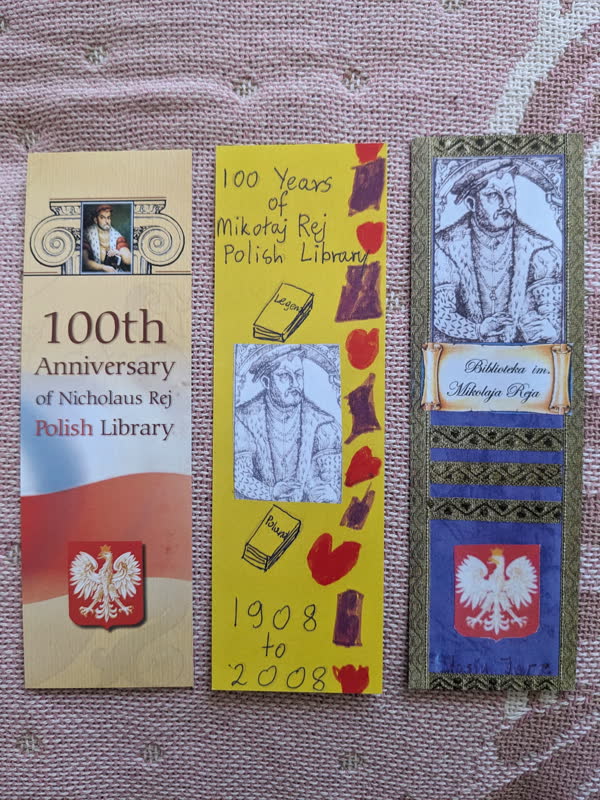 100th
Anniversary
of Nicholaus Rej
Polish Library
100 Years
of
Mikołaj Rej
Polish Library
Legen
Poland
1908
to
2008
Biblioteka im.
Mikołaja Reja